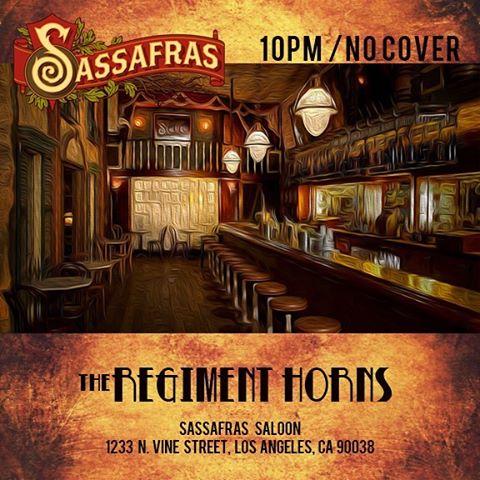 SASSAFRAS
10PM / NO COVER
THE REGIMENT HORNS
SASSAFRAS SALOON
1233 N. VINE STREET, LOS ANGELES, CA 90038